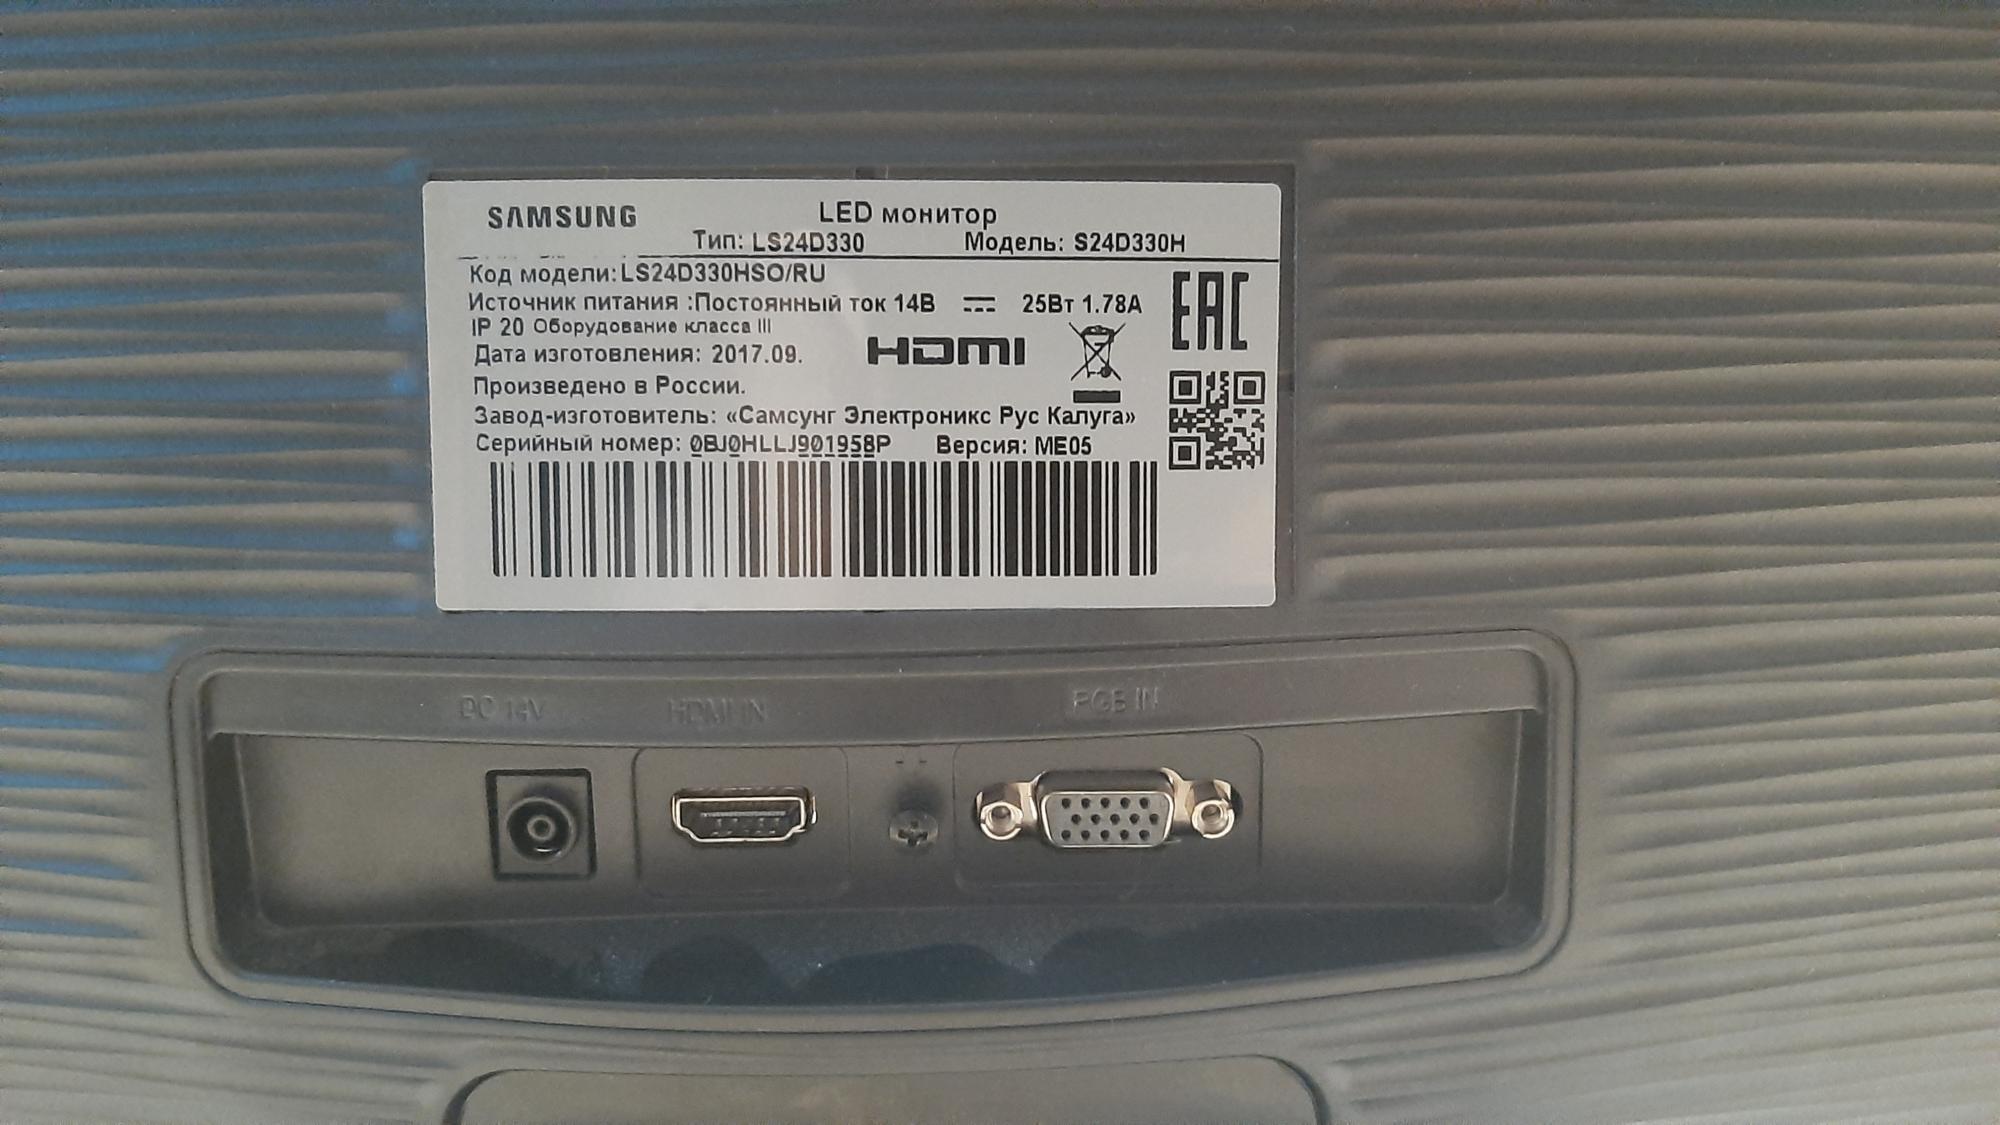 SAMSUNG
LED монитор
Тип: LS24D330 Модель: S24D330H
Код модели: LS24D330HSO/RU
Источник питания :Постоянный ток 14В 25Вт 1.78А
IP 20 Оборудование класса III
Дата изготовления: 2017.09.
HDMI
EAC
Произведено в России.
Завод-изготовитель: «Самсунг Электроникс Рус Калуга»
Серийный номер: 0BJ0HLLJ901958P Версия: ME05
DC 14V
HDMI IN
RGB IN